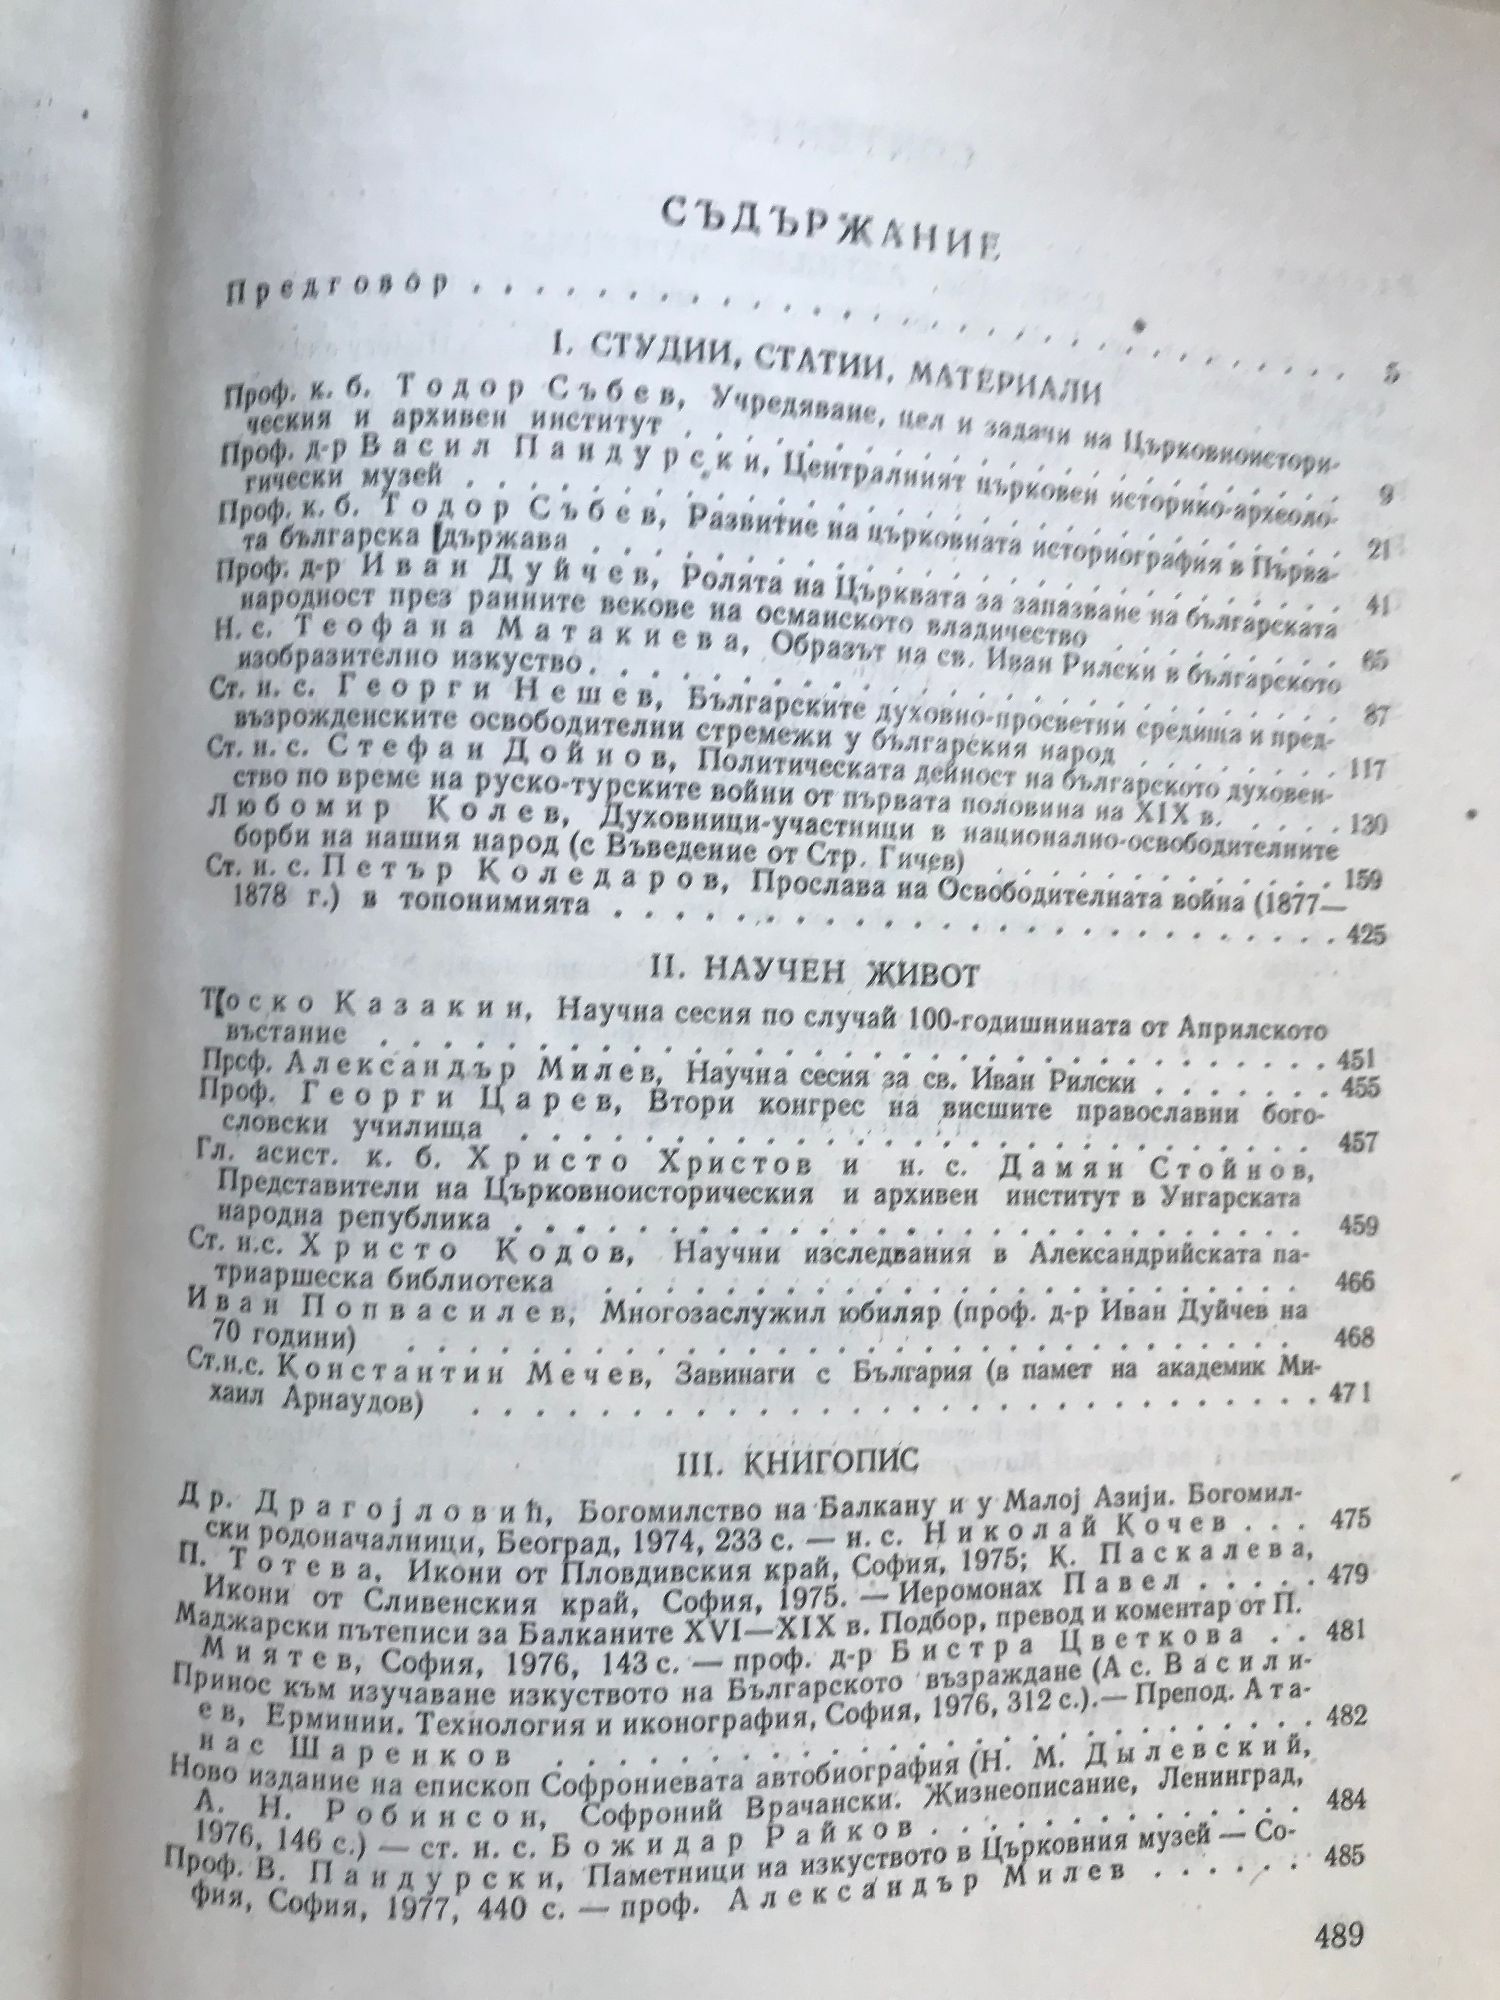 СЪДЪРЖАНИЕ
Предговор . . . . . . . . . . . . . . . . . . . . . . . . . . . 5
I. СТУДИИ, СТАТИИ, МАТЕРИАЛИ
Проф. к. б. Тодор Събев, Учредяване, цел и задачи на Църковноистори-
ческия и архивен институт . . . . . . . . . . . . . . . . . . . . . 9
Проф. д-р Васил Пандурски, Централният църковен историко-археоло-
гически музей . . . . . . . . . . . . . . . . . . . . . . . . . . . 21
Проф. к. б. Тодор Събев, Развитие на църковната историография в Първа-
та българска държава . . . . . . . . . . . . . . . . . . . . . . . 41
Проф. д-р Иван Дуйчев, Ролята на Църквата за запазване на българската
народност през ранните векове на османското владичество . . . . . . . . 65
Н. с. Теофана Матакиева, Образът на св. Иван Рилски в българското
изобразително изкуство . . . . . . . . . . . . . . . . . . . . . . 87
Ст. н. с. Георги Нешев, Българските духовно-просветни средища и пред-
възрожденските освободителни стремежи у българския народ . . . . . . . 117
Ст. н. с. Стефан Дойнов, Политическата дейност на българското духовен-
ство по време на руско-турските войни от първата половина на XIX в. . . . . 130
Любомир Колев, Духовници-участници в национално-освободителните
борби на нашия народ (с Въведение от Стр. Гичев) . . . . . . . . . . . 159
Ст. н. с. Петър Коледаров, Прослава на Освободителната война (1877—
1878 г.) в топонимията . . . . . . . . . . . . . . . . . . . . . . 425
II. НАУЧЕН ЖИВОТ
Тоско Казакин, Научна сесия по случай 100-годишнината от Априлското
въстание . . . . . . . . . . . . . . . . . . . . . . . . . . . . 451
Проф. Александър Милев, Научна сесия за св. Иван Рилски . . . . . . 455
Проф. Георги Царев, Втори конгрес на висшите православни бого-
словски училища . . . . . . . . . . . . . . . . . . . . . . . . . 457
Гл. асист. к. б. Христо Христов и н. с. Дамян Стойнов,
Представители на Църковноисторическия и архивен институт в Унгарската
народна република . . . . . . . . . . . . . . . . . . . . . . . . 459
Ст. н.с. Христо Кодов, Научни изследвания в Александрийската па-
триаршеска библиотека . . . . . . . . . . . . . . . . . . . . . . 466
Иван Попвасилев, Многозаслужил юбиляр (проф. д-р Иван Дуйчев на
70 години) . . . . . . . . . . . . . . . . . . . . . . . . . . . 468
Ст.н.с. Константин Мечев, Завинаги с България (в памет на академик Ми-
хаил Арнаудов) . . . . . . . . . . . . . . . . . . . . . . . . . 471
III. КНИГОПИС
Др. Драгојловић, Богомилство на Балкану и у Малој Азији. Богомил-
ски родоначалници, Београд, 1974, 233 с. — н. с. Николай Кочев . . . 475
П. Тотева, Икони от Пловдивския край, София, 1975; К. Паскалева,
Икони от Сливенския край, София, 1975. — Иеромонах Павел . . . . . 479
Маджарски пътеписи за Балканите XVI—XIX в. Подбор, превод и коментар от П.
Миятев, София, 1976, 143 с. — проф. д-р Бистра Цветкова . . 481
Принос към изучаване изкуството на Българското възраждане (Ас. Васили-
ев, Ерминии. Технология и иконография, София, 1976, 312 с.).— Препод. Ата-
нас Шаренков . . . . . . . . . . . . . . . . . . . . . . . . . . 482
Ново издание на епископ Софрониевата автобиография (Н. М. Дылевский,
А. Н. Робинсон, Софроний Врачански. Жизнеописание, Ленинград,
1976, 146 с.) — ст. н. с. Божидар Райков . . . . . . . . . . . . . 484
Проф. В. Пандурски, Паметници на изкуството в Църковния музей — Со-
фия, София, 1977, 440 с. — проф. Александър Милев . . . . . . 485
489